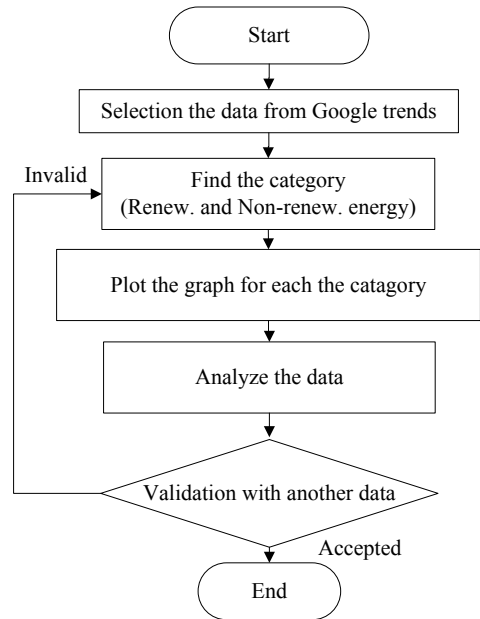 Start
Selection the data from Google trends
Invalid
Find the category
(Renew. and Non-renew. energy)
Plot the graph for each the catagory
Analyze the data
Validation with another data
Accepted
End